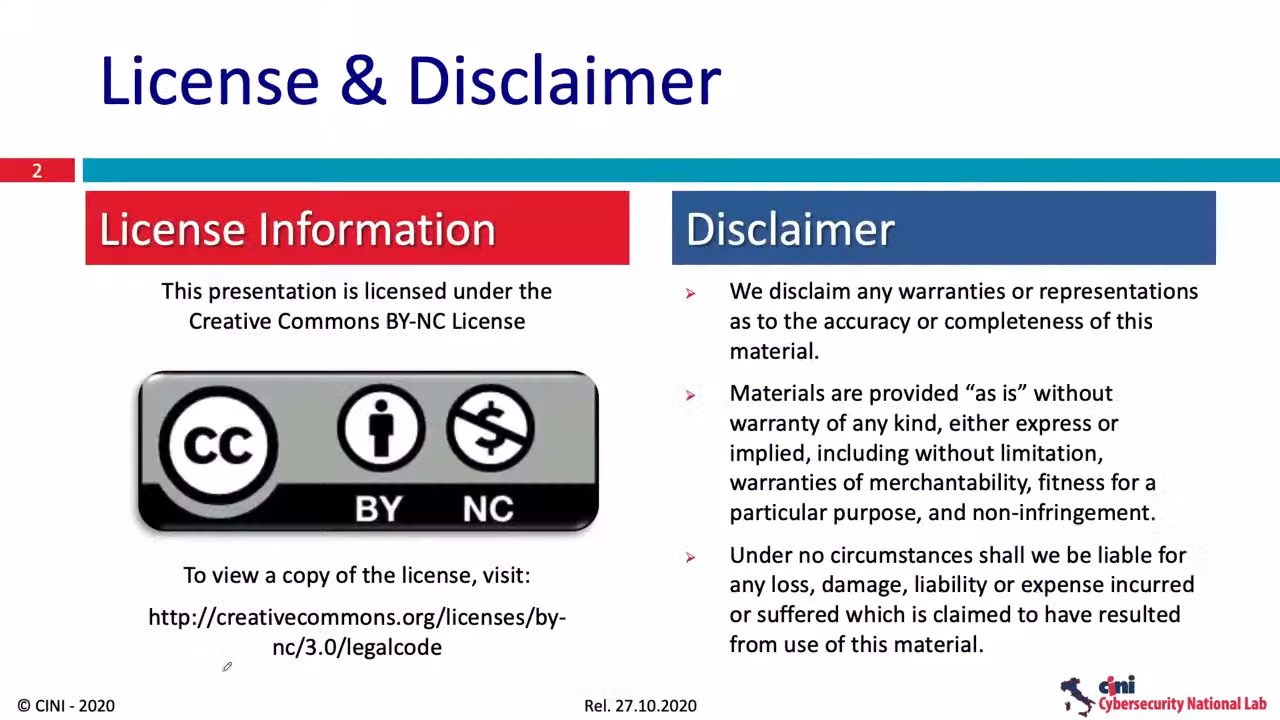 License & Disclaimer
2
License Information
This presentation is licensed under the
Creative Commons BY-NC License
CC
BY NC
To view a copy of the license, visit:
http://creativecommons.org/licenses/by-
nc/3.0/legalcode
Disclaimer
We disclaim any warranties or representations
as to the accuracy or completeness of this
material.
Materials are provided “as is” without
warranty of any kind, either express or
implied, including without limitation,
warranties of merchantability, fitness for a
particular purpose, and non-infringement.
Under no circumstances shall we be liable for
any loss, damage, liability or expense incurred
or suffered which is claimed to have resulted
from use of this material.
© CINI - 2020
Rel. 27.10.2020
cini
Cybersecurity National Lab